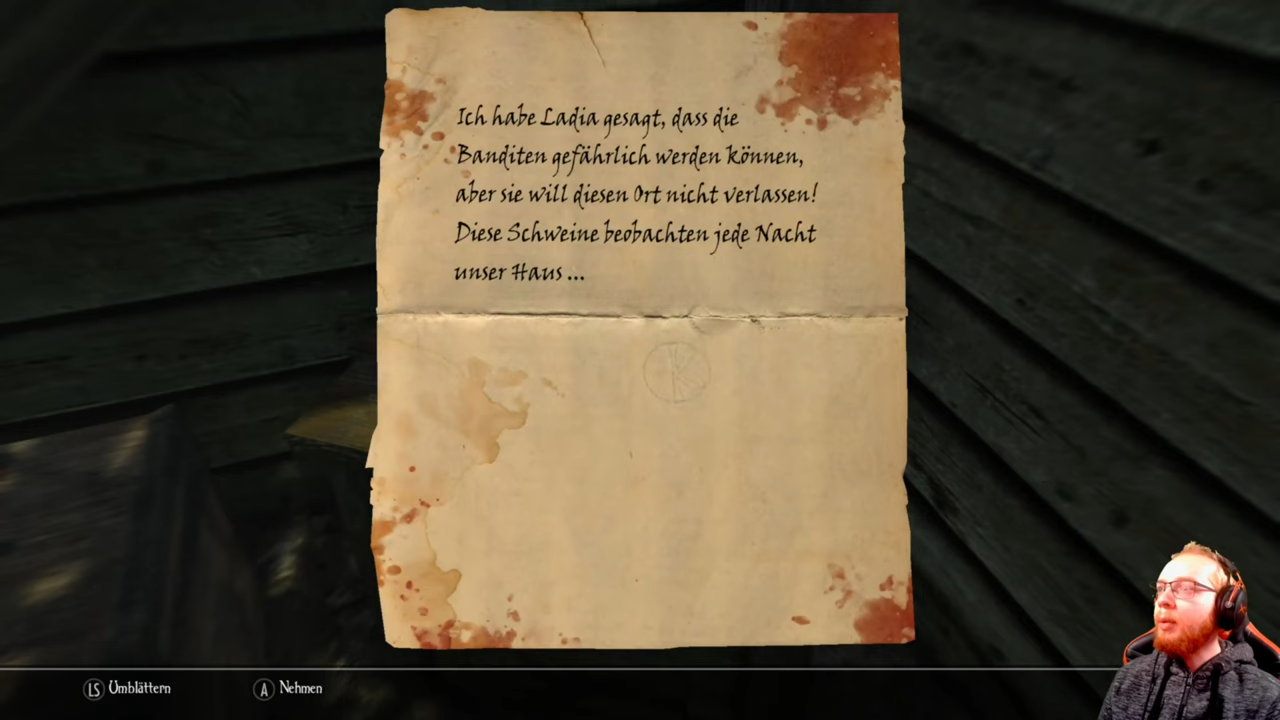 Ich habe Ladia gesagt, dass die
Banditen gefährlich werden können,
aber sie will diesen Ort nicht verlassen!
Diese Schweine beobachten jede Nacht
unser Haus ...
LS Umblättern
A Nehmen